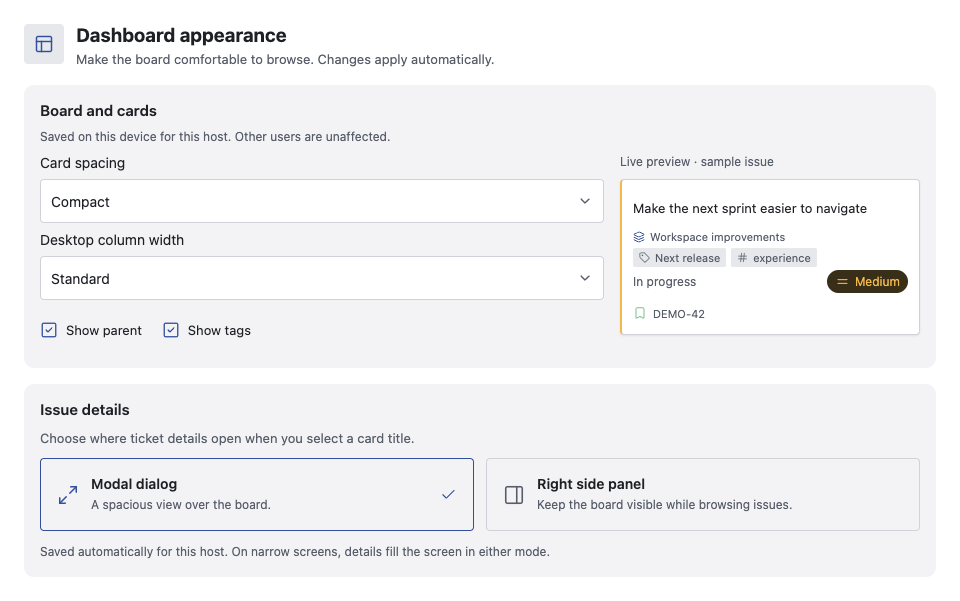 Dashboard appearance
Make the board comfortable to browse. Changes apply automatically.
Board and cards
Saved on this device for this host. Other users are unaffected.
Card spacing
Compact
Desktop column width
Standard
Show parent
Show tags
Live preview · sample issue
Make the next sprint easier to navigate
Workspace improvements
Next release
# experience
In progress
Medium
DEMO-42
Issue details
Choose where ticket details open when you select a card title.
Modal dialog
A spacious view over the board.
Right side panel
Keep the board visible while browsing issues.
Saved automatically for this host. On narrow screens, details fill the screen in either mode.